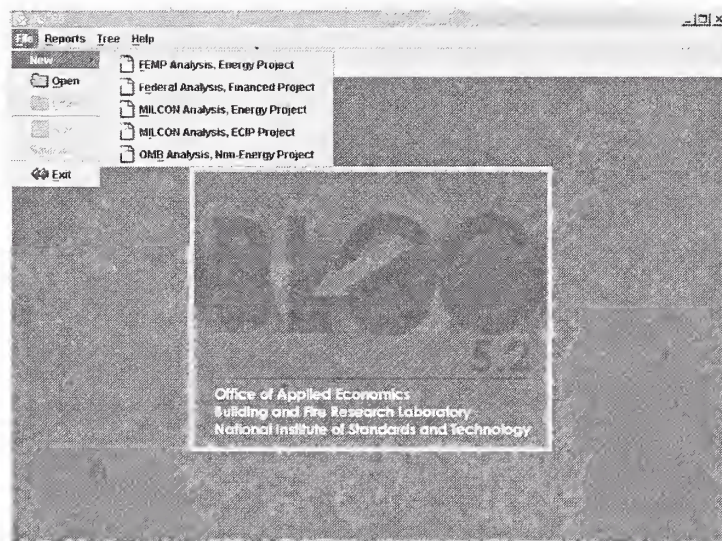 File Reports Tree Help
New
FEMP Analysis, Energy Project
Open
Federal Analysis, Financed Project
MILCON Analysis, Energy Project
MILCON Analysis, ECIP Project
OMB Analysis, Non-Energy Project
Exit
BLCC
5.2
Office of Applied Economics
Building and Fire Research Laboratory
National Institute of Standards and Technology